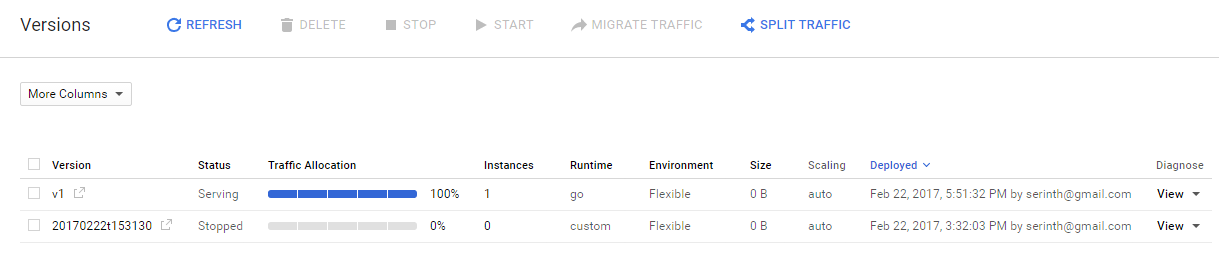 Versions REFRESH DELETE STOP START MIGRATE TRAFFIC SPLIT TRAFFIC
More Columns
Version Status Traffic Allocation Instances Runtime Environment Size Scaling Deployed Diagnose
v1 Serving 100% 1 go Flexible 0 B auto Feb 22, 2017, 5:51:32 PM by serinth@gmail.com View
20170222t153130 Stopped 0% 0 custom Flexible 0 B auto Feb 22, 2017, 3:32:03 PM by serinth@gmail.com View